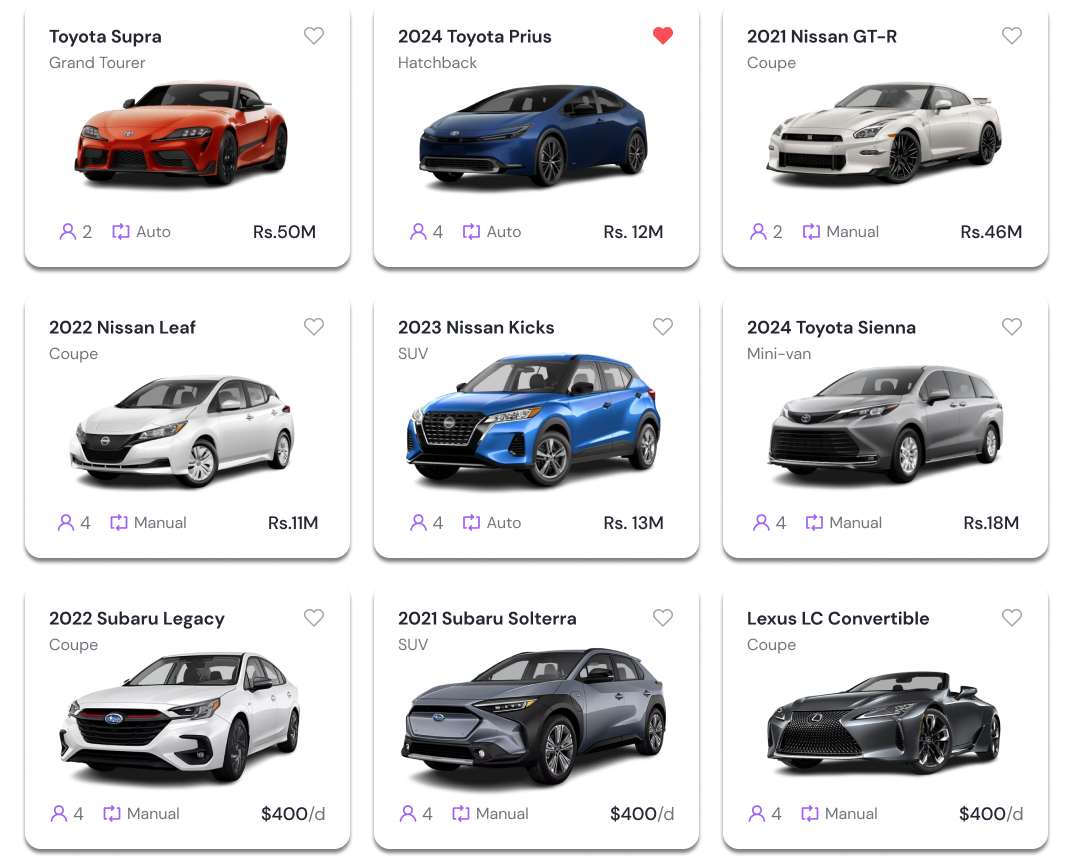 Toyota Supra
Grand Tourer
2 Auto Rs.50M
2024 Toyota Prius
Hatchback
4 Auto Rs. 12M
2021 Nissan GT-R
Coupe
2 Manual Rs.46M
2022 Nissan Leaf
Coupe
4 Manual Rs.11M
2023 Nissan Kicks
SUV
4 Auto Rs. 13M
2024 Toyota Sienna
Mini-van
4 Manual Rs.18M
2022 Subaru Legacy
Coupe
4 Manual $400/d
2021 Subaru Solterra
SUV
4 Manual $400/d
Lexus LC Convertible
Coupe
4 Manual $400/d